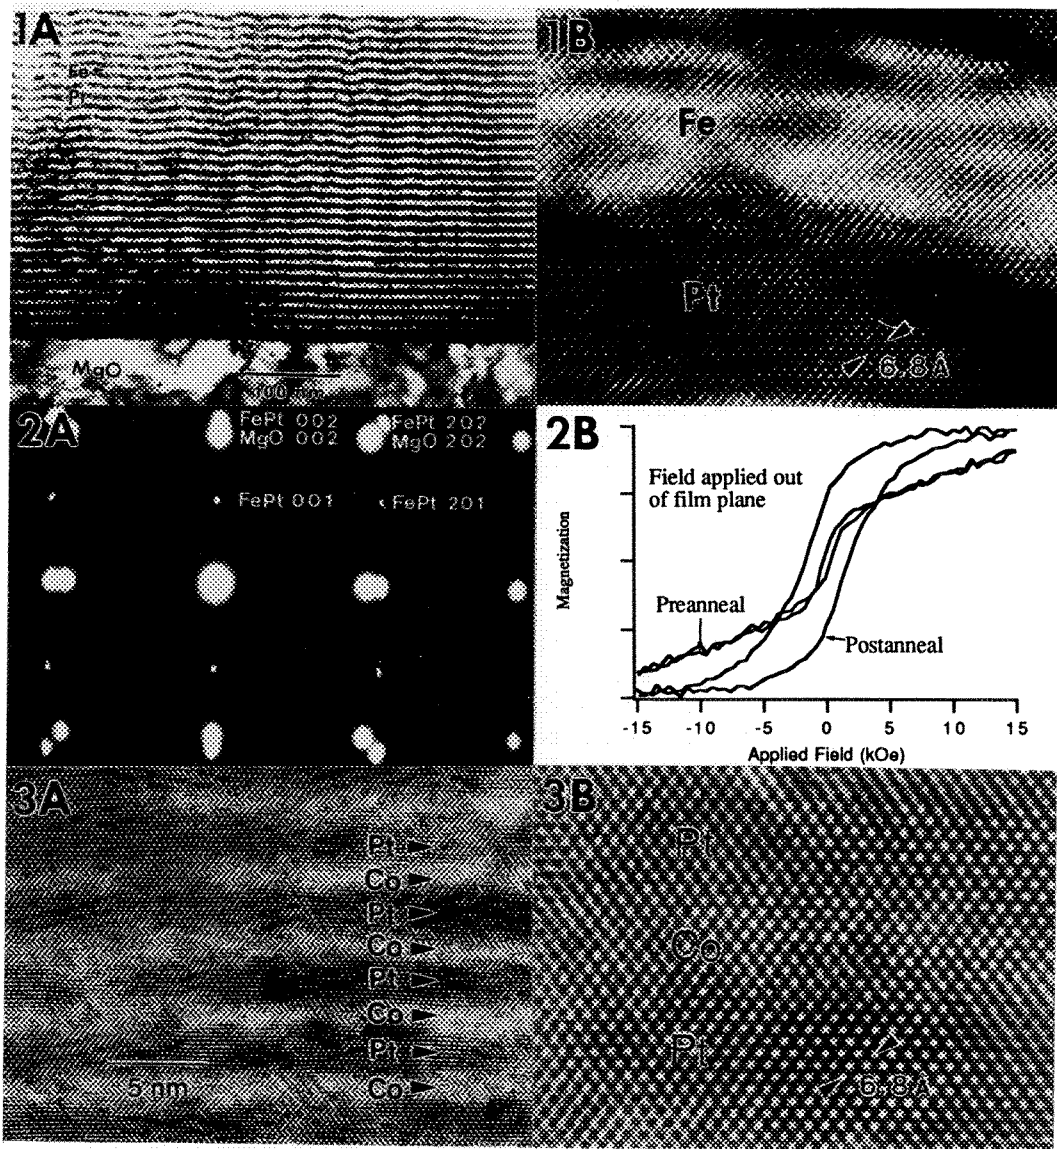 1A
Fe
Pt
MgO
100 nm
1B
Fe
Pt
6.8Å
2A
FePt 002
MgO 002
FePt 202
MgO 202
FePt 001
FePt 201
2B
Field applied out
of film plane
Magnetization
Preanneal
Postanneal
-15 -10 -5 0 5 10 15
Applied Field (kOe)
3A
Pt
Co
Pt
Co
Pt
Co
Pt
Co
5 nm
3B
Pt
Co
Pt
6.8Å